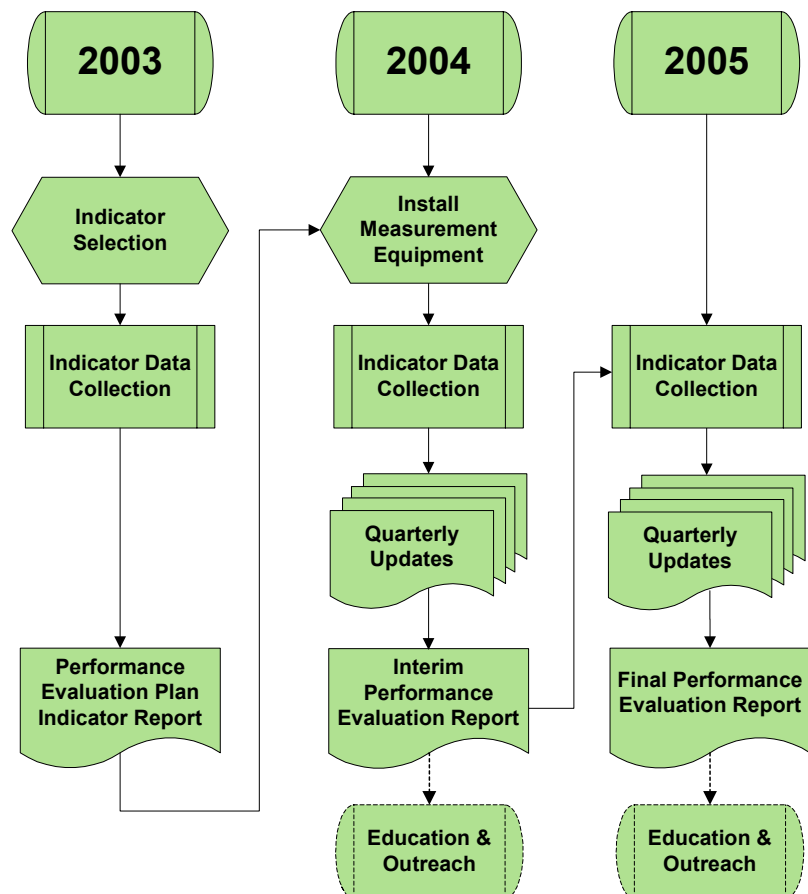 2003
Indicator
Selection
Indicator Data
Collection
Performance
Evaluation Plan
Indicator Report
2004
Install
Measurement
Equipment
Indicator Data
Collection
Quarterly
Updates
Interim
Performance
Evaluation Report
Education &
Outreach
2005
Indicator Data
Collection
Quarterly
Updates
Final Performance
Evaluation Report
Education &
Outreach